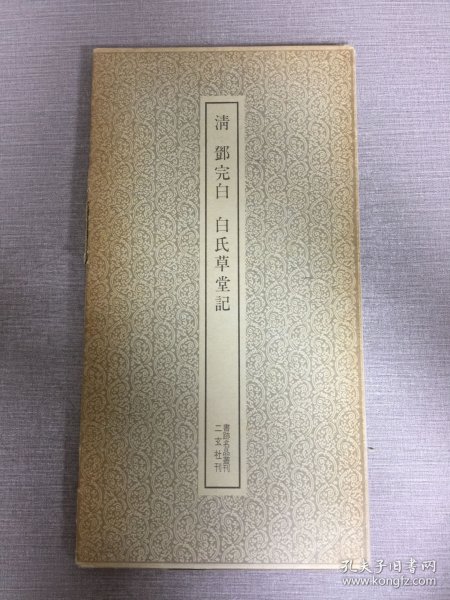 清 鄧完白 白氏草堂記
書跡名品叢刊
二玄社刊
孔夫子旧书网
www.kongfz.com